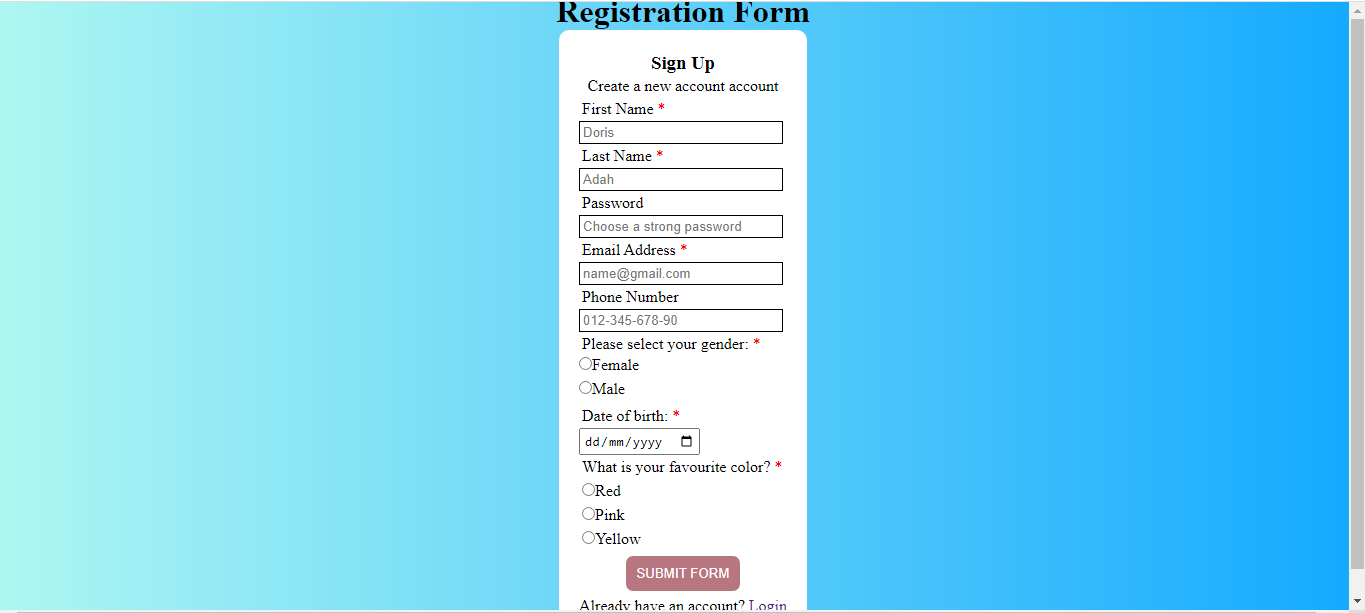 Registration Form
Sign Up
Create a new account account
First Name *
Doris
Last Name *
Adah
Password
Choose a strong password
Email Address *
name@gmail.com
Phone Number
012-345-678-90
Please select your gender: *
Female
Male
Date of birth: *
dd/mm/yyyy
What is your favourite color? *
Red
Pink
Yellow
SUBMIT FORM
Already have an account? Login